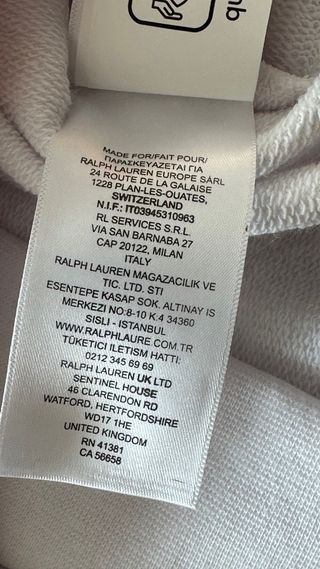 mb
MADE FOR/FAIT POUR/
ΠΑΡΑΣΚΕΥΑΖΕΤΑΙ ΓΙΑ
RALPH LAUREN EUROPE SÀRL
24 ROUTE DE LA GALAISE
1228 PLAN-LES-OUATES,
SWITZERLAND
N.I.F.: IT03945310963
RL SERVICES S.R.L.
VIA SAN BARNABA 27
CAP 20122, MILAN
ITALY
RALPH LAUREN MAGAZACILIK VE
TIC. LTD. STI
ESENTEPE KASAP SOK. ALTINAY IS
MERKEZI NO:8-10 K:4 34360
SISLI - ISTANBUL
WWW.RALPHLAURE.COM.TR
TÜKETICI ILETISM HATTI:
0212 345 69 69
RALPH LAUREN UK LTD
SENTINEL HOUSE
46 CLARENDON RD
WATFORD, HERTFORDSHIRE
WD17 1HE
UNITED KINGDOM
RN 41381
CA 56658